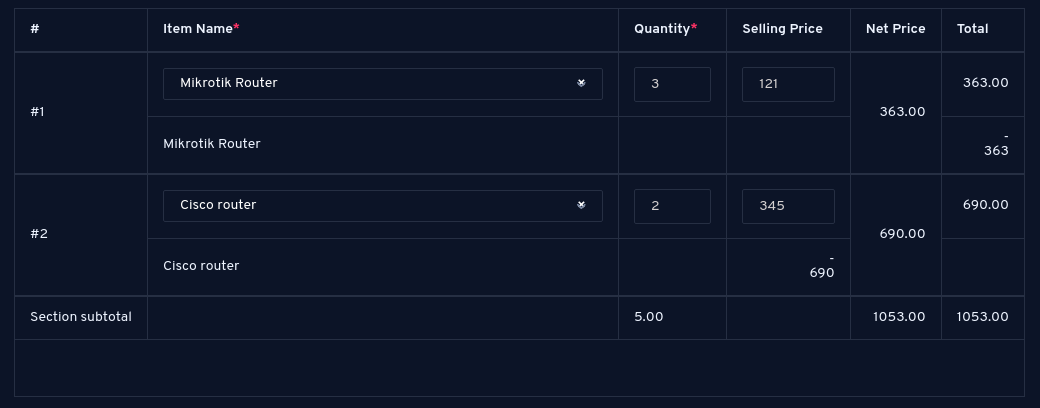 # Item Name* Quantity* Selling Price Net Price Total
#1 Mikrotik Router 3 121 363.00 363.00
Mikrotik Router - 363
#2 Cisco router 2 345 690.00 690.00
Cisco router - 690
Section subtotal 5.00 1053.00 1053.00